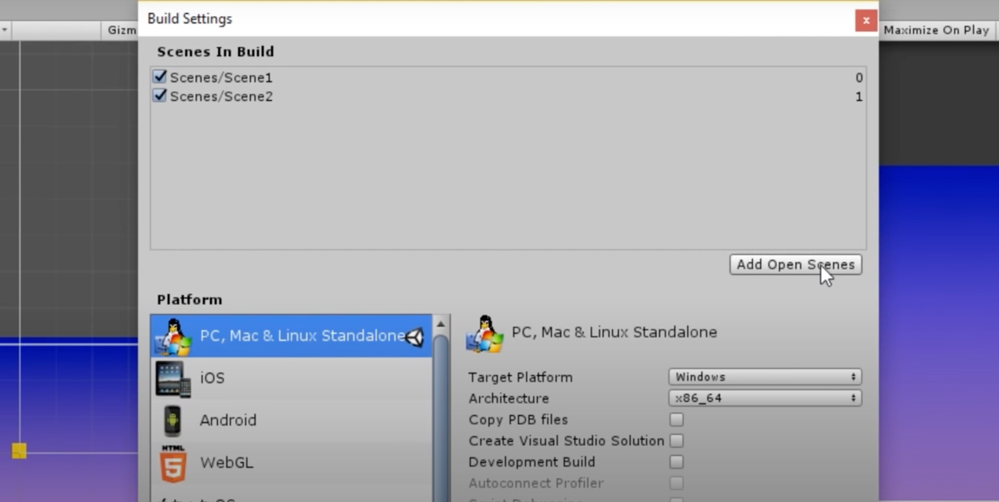 Build Settings
x
Gizm
Maximize On Play
Scenes In Build
Scenes/Scene1 0
Scenes/Scene2 1
Add Open Scenes
Platform
PC, Mac & Linux Standalone
iOS
Android
HTML
5
WebGL
PC, Mac & Linux Standalone
Target Platform Windows
Architecture x86_64
Copy PDB files
Create Visual Studio Solution
Development Build
Autoconnect Profiler